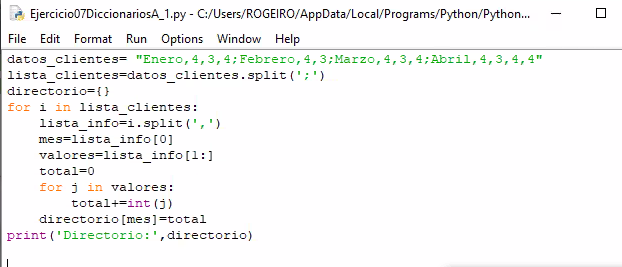 Ejercicio07DiccionariosA_1.py - C:/Users/ROGEIRO/AppData/Local/Programs/Python/Python...
File Edit Format Run Options Window Help
datos_clientes= "Enero,4,3,4;Febrero,4,3;Marzo,4,3,4;Abril,4,3,4,4"
lista_clientes=datos_clientes.split(';')
directorio={}
for i in lista_clientes:
    lista_info=i.split(',')
    mes=lista_info[0]
    valores=lista_info[1:]
    total=0
    for j in valores:
        total+=int(j)
    directorio[mes]=total
print('Directorio:',directorio)